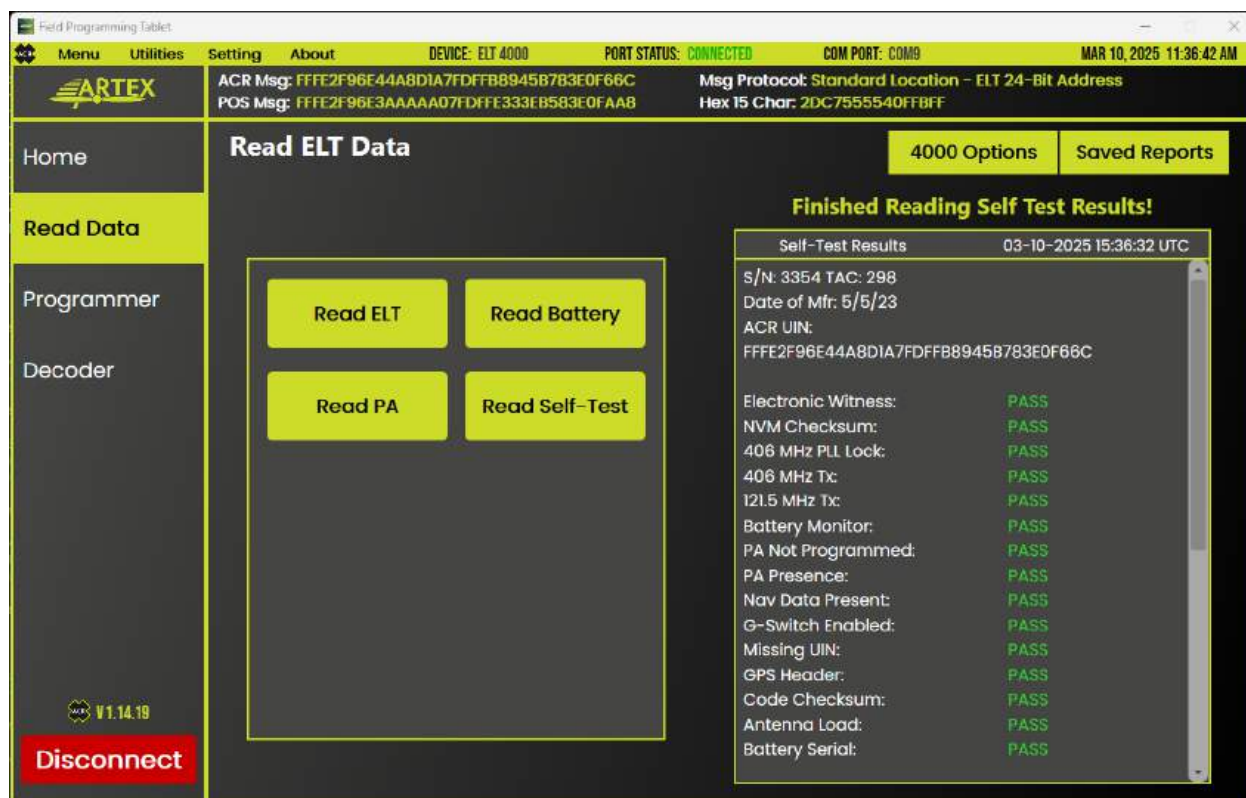 Field Programming Tablet
Menu Utilities Setting About DEVICE: ELT 4000 PORT STATUS: CONNECTED COM PORT: COM9 MAR 10, 2025 11:36:42 AM
ARTEX
ACR Msg: FFFE2F96E44A8D1A7FDFFB8945B783E0F66C
POS Msg: FFFE2F96E3AAAAA07FDFFE333EB583E0FAA8
Msg Protocol: Standard Location - ELT 24-Bit Address
Hex 15 Char: 2DC7555540FFBFF
Home
Read Data
Programmer
Decoder
ACR V 1.14.19
Disconnect
Read ELT Data
4000 Options Saved Reports
Read ELT Read Battery
Read PA Read Self-Test
Finished Reading Self Test Results!
Self-Test Results 03-10-2025 15:36:32 UTC
S/N: 3354 TAC: 298
Date of Mfr: 5/5/23
ACR UIN:
FFFE2F96E44A8D1A7FDFFB8945B783E0F66C
Electronic Witness: PASS
NVM Checksum: PASS
406 MHz PLL Lock: PASS
406 MHz Tx: PASS
121.5 MHz Tx: PASS
Battery Monitor: PASS
PA Not Programmed: PASS
PA Presence: PASS
Nav Data Present: PASS
G-Switch Enabled: PASS
Missing UIN: PASS
GPS Header: PASS
Code Checksum: PASS
Antenna Load: PASS
Battery Serial: PASS